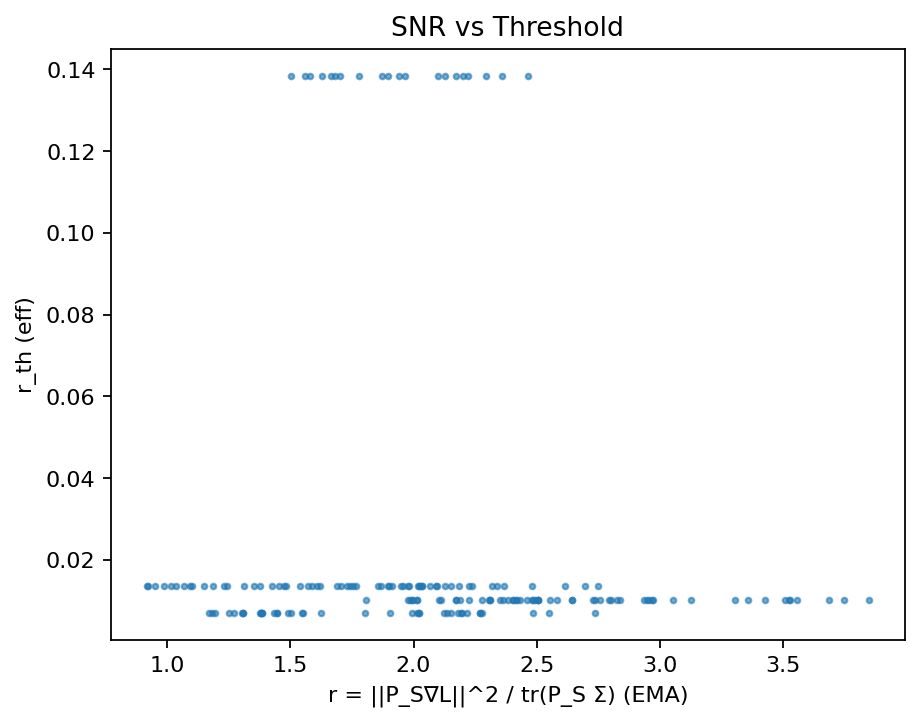 SNR vs Threshold
0.14
0.12
0.10
0.08
0.06
0.04
0.02
r_th (eff)
1.0 1.5 2.0 2.5 3.0 3.5
r = ||P_S∇L||^2 / tr(P_S Σ) (EMA)